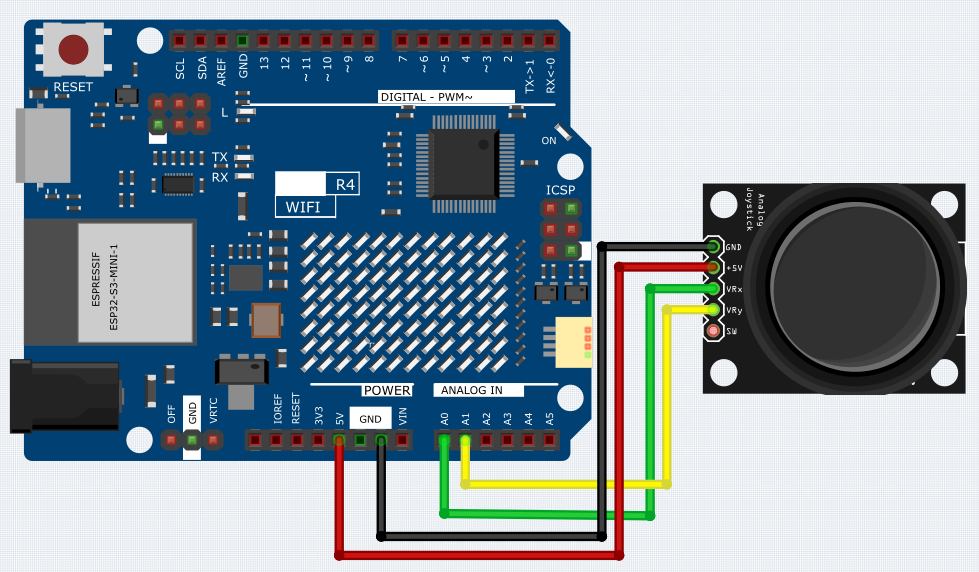 RESET
SCL
SDA
AREF
GND
13
12
~11
~10
~9
8
7
~6
~5
4
~3
2
TX->1
RX<-0
DIGITAL - PWM~
L
TX
RX
ON
R4
WIFI
ICSP
ESPRESSIF
ESP32-S3-MINI-1
POWER
ANALOG IN
OFF
GND
VRTC
IOREF
RESET
3V3
5V
GND
VIN
A0
A1
A2
A3
A4
A5
Analog
Joystick
GND
+5V
VRx
VRy
SW